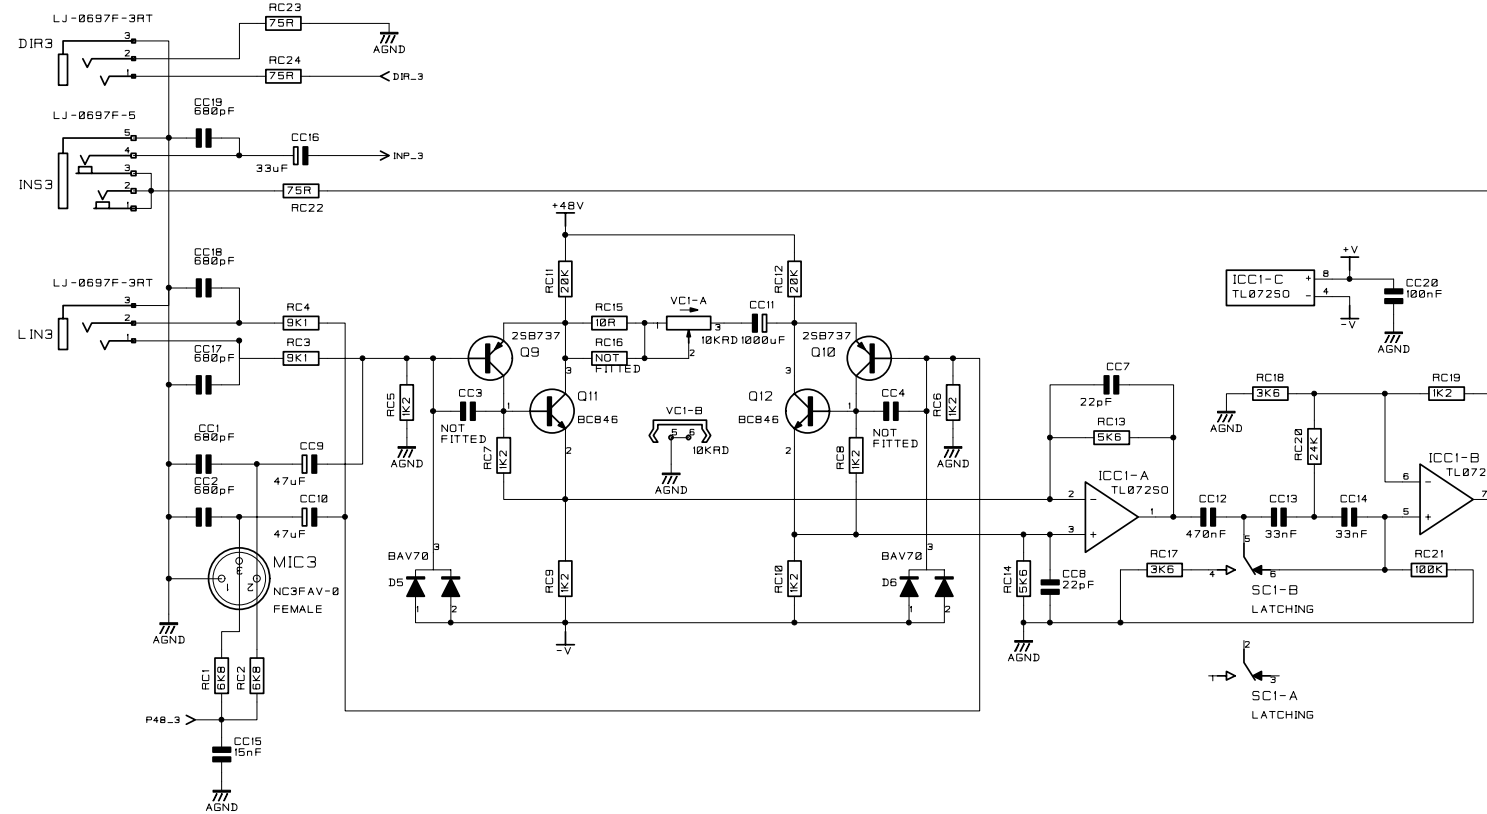 LJ-0697F-3RT
DIR3
3
2
1
RC23
75R
AGND
RC24
75R
DIR_3
LJ-0697F-5
INS3
5
4
3
2
1
CC19
680pF
CC16
33uF
INP_3
75R
RC22
LJ-0697F-3RT
LIN3
3
2
1
CC18
680pF
RC4
9K1
RC3
9K1
CC17
680pF
CC1
680pF
CC9
47uF
CC2
680pF
CC10
47uF
MIC3
NC3FAV-0
FEMALE
1
2
3
AGND
RC1
6K8
RC2
6K8
P48_3
CC15
15nF
AGND
+48V
RC11
20K
RC12
20K
RC15
10R
RC16
NOT
FITTED
VC1-A
1
3
2
10KRD
CC11
1000uF
2SB737
Q9
2SB737
Q10
RC5
1K2
AGND
CC3
NOT
FITTED
1
3
2
Q11
BC846
RC7
1K2
VC1-B
5
6
10KRD
AGND
Q12
BC846
3
1
2
CC4
NOT
FITTED
RC6
1K2
AGND
RC8
1K2
BAV70
D5
3
1
2
RC9
1K2
-V
RC10
1K2
BAV70
D6
3
1
2
RC14
5K6
CC8
22pF
AGND
CC7
22pF
RC13
5K6
ICC1-A
TL072SO
2
-
3
+
1
CC12
470nF
CC13
33nF
CC14
33nF
RC17
3K6
4
5
6
SC1-B
LATCHING
RC21
100K
2
1
3
SC1-A
LATCHING
ICC1-C
TL072SO
+
-
8
4
+V
-V
CC20
100nF
AGND
RC18
3K6
AGND
RC20
24K
RC19
1K2
ICC1-B
TL072
6
-
5
+
7